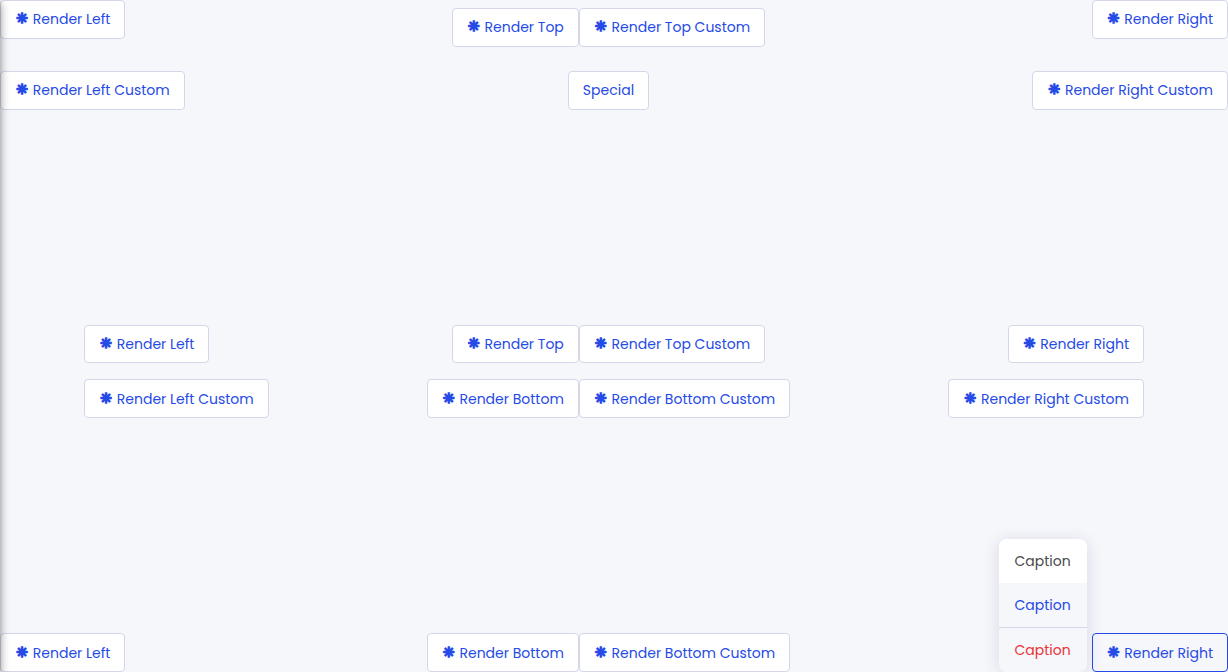 Render Left
Render Top
Render Top Custom
Render Right
Render Left Custom
Special
Render Right Custom
Render Left
Render Top
Render Top Custom
Render Right
Render Left Custom
Render Bottom
Render Bottom Custom
Render Right Custom
Caption
Caption
Caption
Render Left
Render Bottom
Render Bottom Custom
Render Right